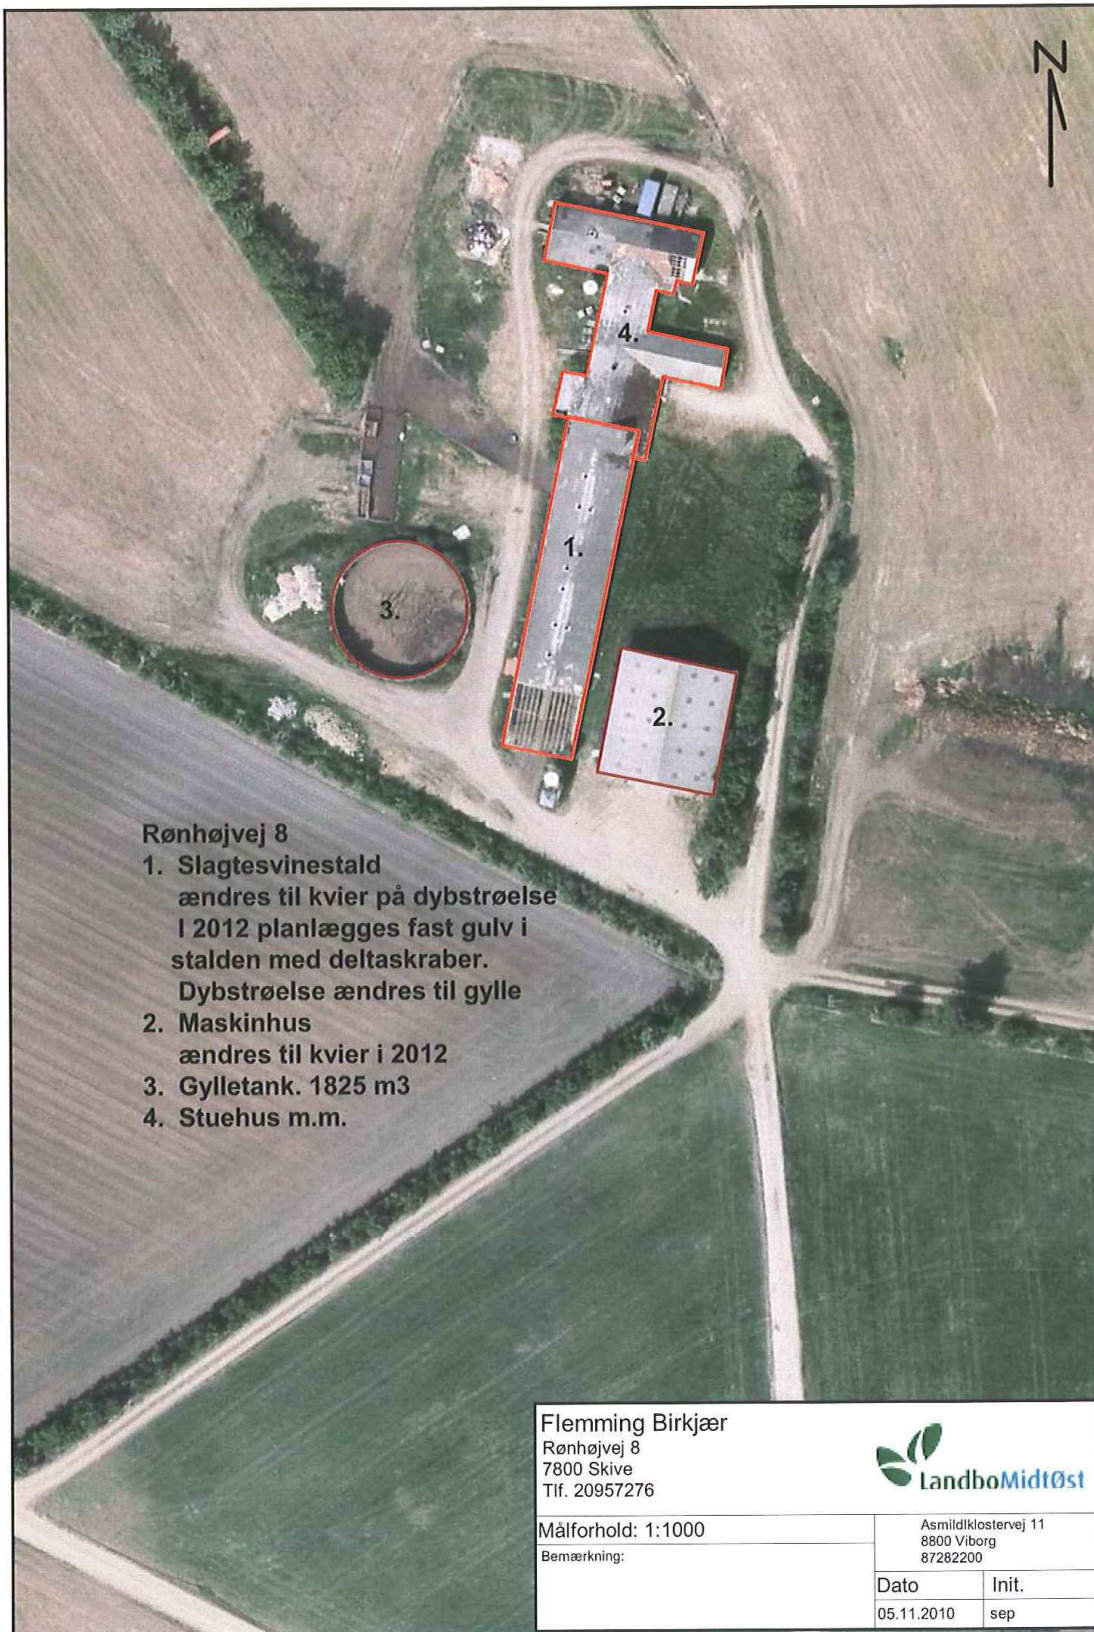 N
4.
1.
3.
2.
Rønhøjvej 8
1. Slagtesvinestald
ændres til kvier på dybstrøelse
I 2012 planlægges fast gulv i
stalden med deltaskraber.
Dybstrøelse ændres til gylle
2. Maskinhus
ændres til kvier i 2012
3. Gylletank. 1825 m3
4. Stuehus m.m.
Flemming Birkjær
Rønhøjvej 8
7800 Skive
Tlf. 20957276
LandboMidtØst
Målforhold: 1:1000
Bemærkning:
Asmildklostervej 11
8800 Viborg
87282200
Dato
Init.
05.11.2010
sep